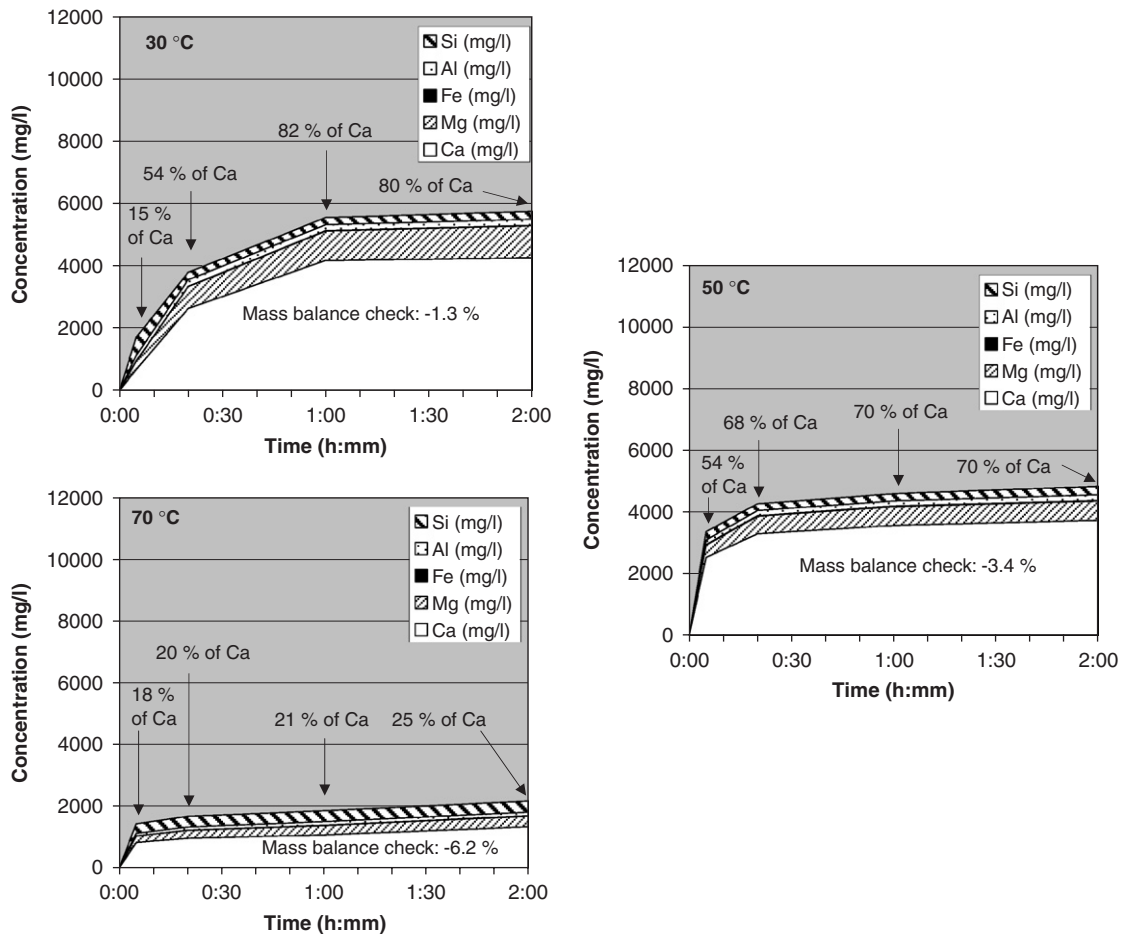 30 °C
Si (mg/l)
Al (mg/l)
Fe (mg/l)
Mg (mg/l)
Ca (mg/l)
12000
10000
8000
6000
4000
2000
0
Concentration (mg/l)
15 %
of Ca
54 % of Ca
82 % of Ca
80 % of Ca
Mass balance check: -1.3 %
0:00
0:30
1:00
1:30
2:00
Time (h:mm)
50 °C
Si (mg/l)
Al (mg/l)
Fe (mg/l)
Mg (mg/l)
Ca (mg/l)
12000
10000
8000
6000
4000
2000
0
Concentration (mg/l)
54 %
of Ca
68 % of Ca
70 % of Ca
70 % of Ca
Mass balance check: -3.4 %
0:00
0:30
1:00
1:30
2:00
Time (h:mm)
70 °C
Si (mg/l)
Al (mg/l)
Fe (mg/l)
Mg (mg/l)
Ca (mg/l)
12000
10000
8000
6000
4000
2000
0
Concentration (mg/l)
18 %
of Ca
20 % of Ca
21 % of Ca
25 % of Ca
Mass balance check: -6.2 %
0:00
0:30
1:00
1:30
2:00
Time (h:mm)